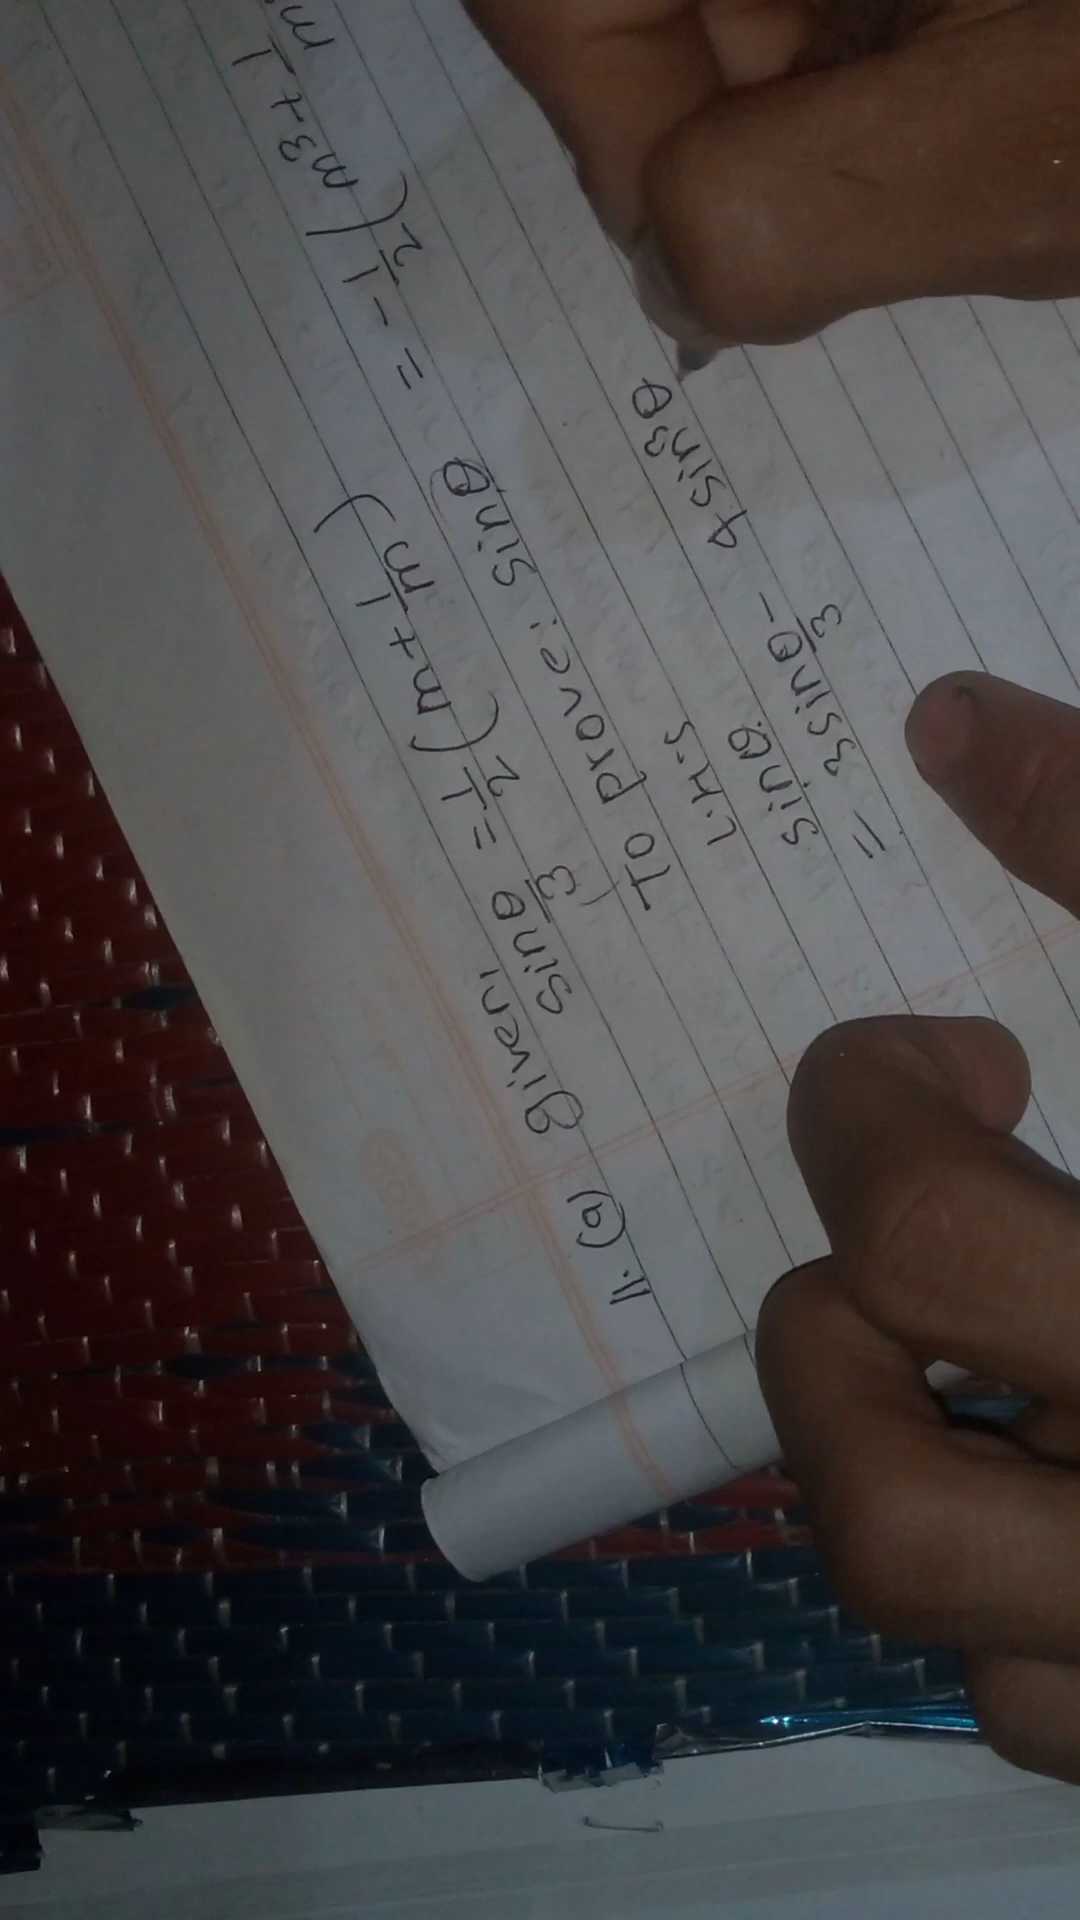 11. (a) given, sin θ/3 = 1/2 (m + 1/m)
To prove: sin θ = - 1/2 (m³ + 1/m
L.H.S
sin θ.
= 3 sin θ/3 - 4 sin³ θ